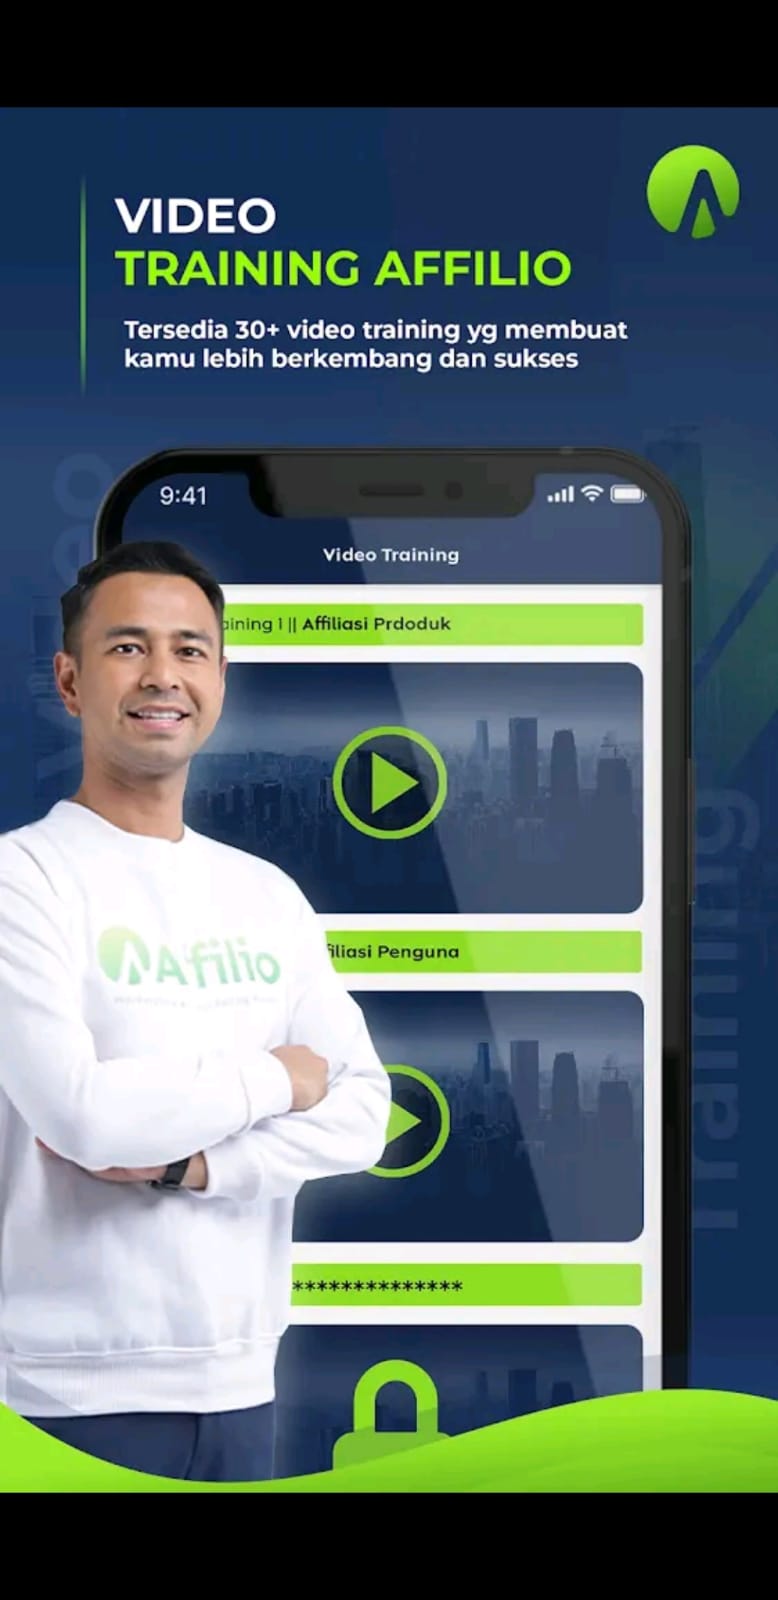 VIDEO
TRAINING AFFILIO
Tersedia 30+ video training yg membuat
kamu lebih berkembang dan sukses
9:41
Video Training
aining 1 || Affiliasi Prdoduk
Afilio
filiasi Penguna
**************
Video
Training